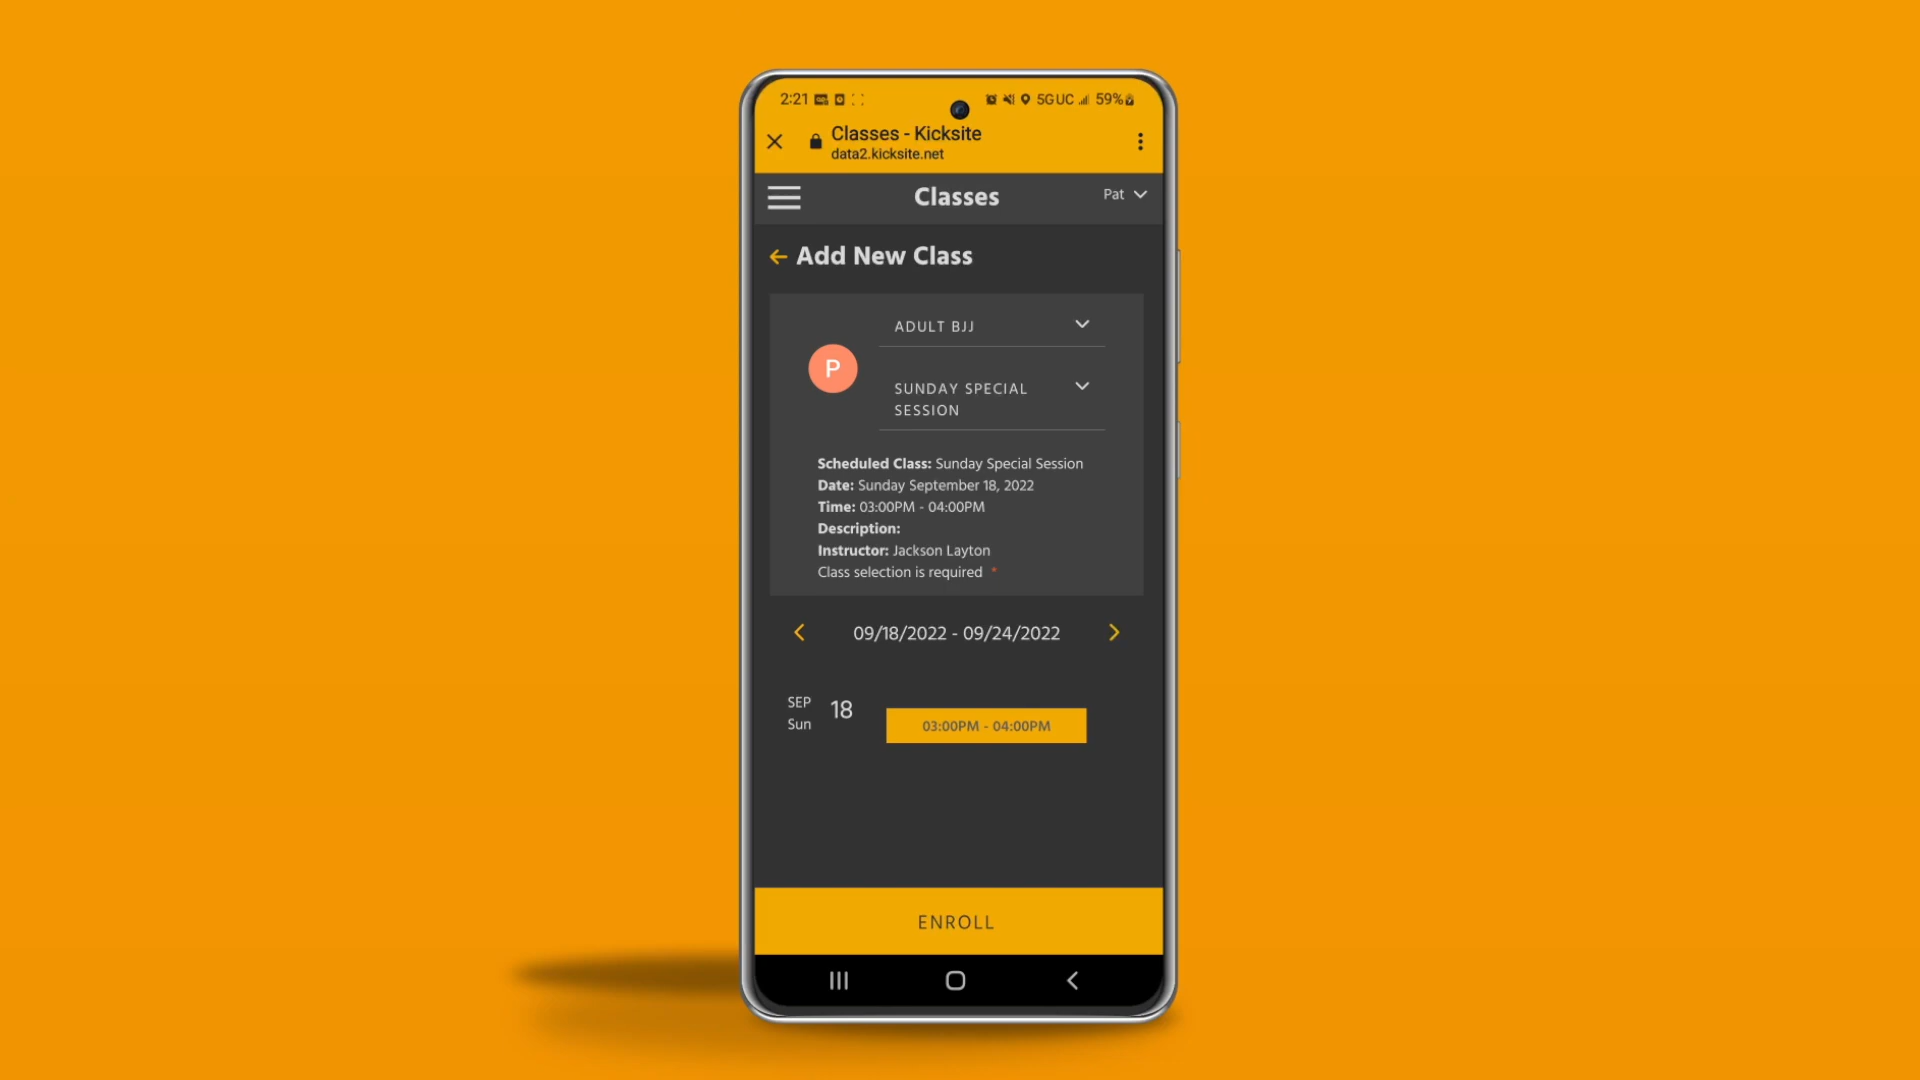 2:21 5G UC 59%
Classes - Kicksite
data2.kicksite.net
Classes Pat
Add New Class
ADULT BJJ
P
SUNDAY SPECIAL
SESSION
Scheduled Class: Sunday Special Session
Date: Sunday September 18, 2022
Time: 03:00PM - 04:00PM
Description:
Instructor: Jackson Layton
Class selection is required *
09/18/2022 - 09/24/2022
SEP 18
Sun
03:00PM - 04:00PM
ENROLL